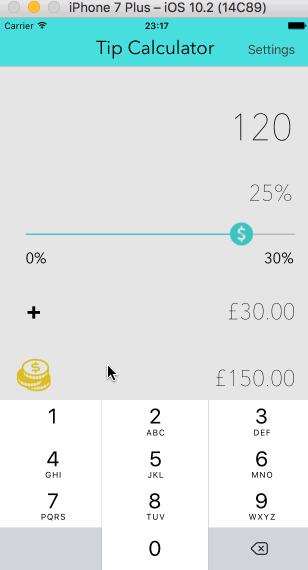 iPhone 7 Plus – iOS 10.2 (14C89)
Carrier 23:17
Tip Calculator Settings
120
25%
$
0% 30%
+ £30.00
$ £150.00
1 2 3
ABC DEF
4 5 6
GHI JKL MNO
7 8 9
PQRS TUV WXYZ
0